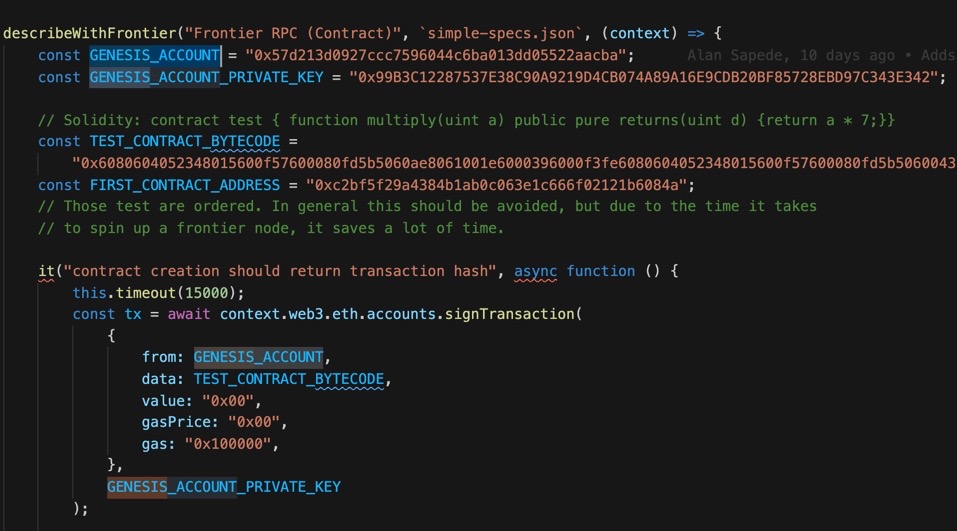 describeWithFrontier("Frontier RPC (Contract)", `simple-specs.json`, (context) => {
const GENESIS_ACCOUNT = "0x57d213d0927ccc7596044c6ba013dd05522aacba"; Alan Sapede, 10 days ago • Adds
const GENESIS_ACCOUNT_PRIVATE_KEY = "0x99B3C12287537E38C90A9219D4CB074A89A16E9CDB20BF85728EBD97C343E342";
// Solidity: contract test { function multiply(uint a) public pure returns(uint d) {return a * 7;}}
const TEST_CONTRACT_BYTECODE =
"0x6080604052348015600f57600080fd5b5060ae8061001e6000396000f3fe6080604052348015600f57600080fd5b5060043
const FIRST_CONTRACT_ADDRESS = "0xc2bf5f29a4384b1ab0c063e1c666f02121b6084a";
// Those test are ordered. In general this should be avoided, but due to the time it takes
// to spin up a frontier node, it saves a lot of time.
it("contract creation should return transaction hash", async function () {
this.timeout(15000);
const tx = await context.web3.eth.accounts.signTransaction(
{
from: GENESIS_ACCOUNT,
data: TEST_CONTRACT_BYTECODE,
value: "0x00",
gasPrice: "0x00",
gas: "0x100000",
},
GENESIS_ACCOUNT_PRIVATE_KEY
);